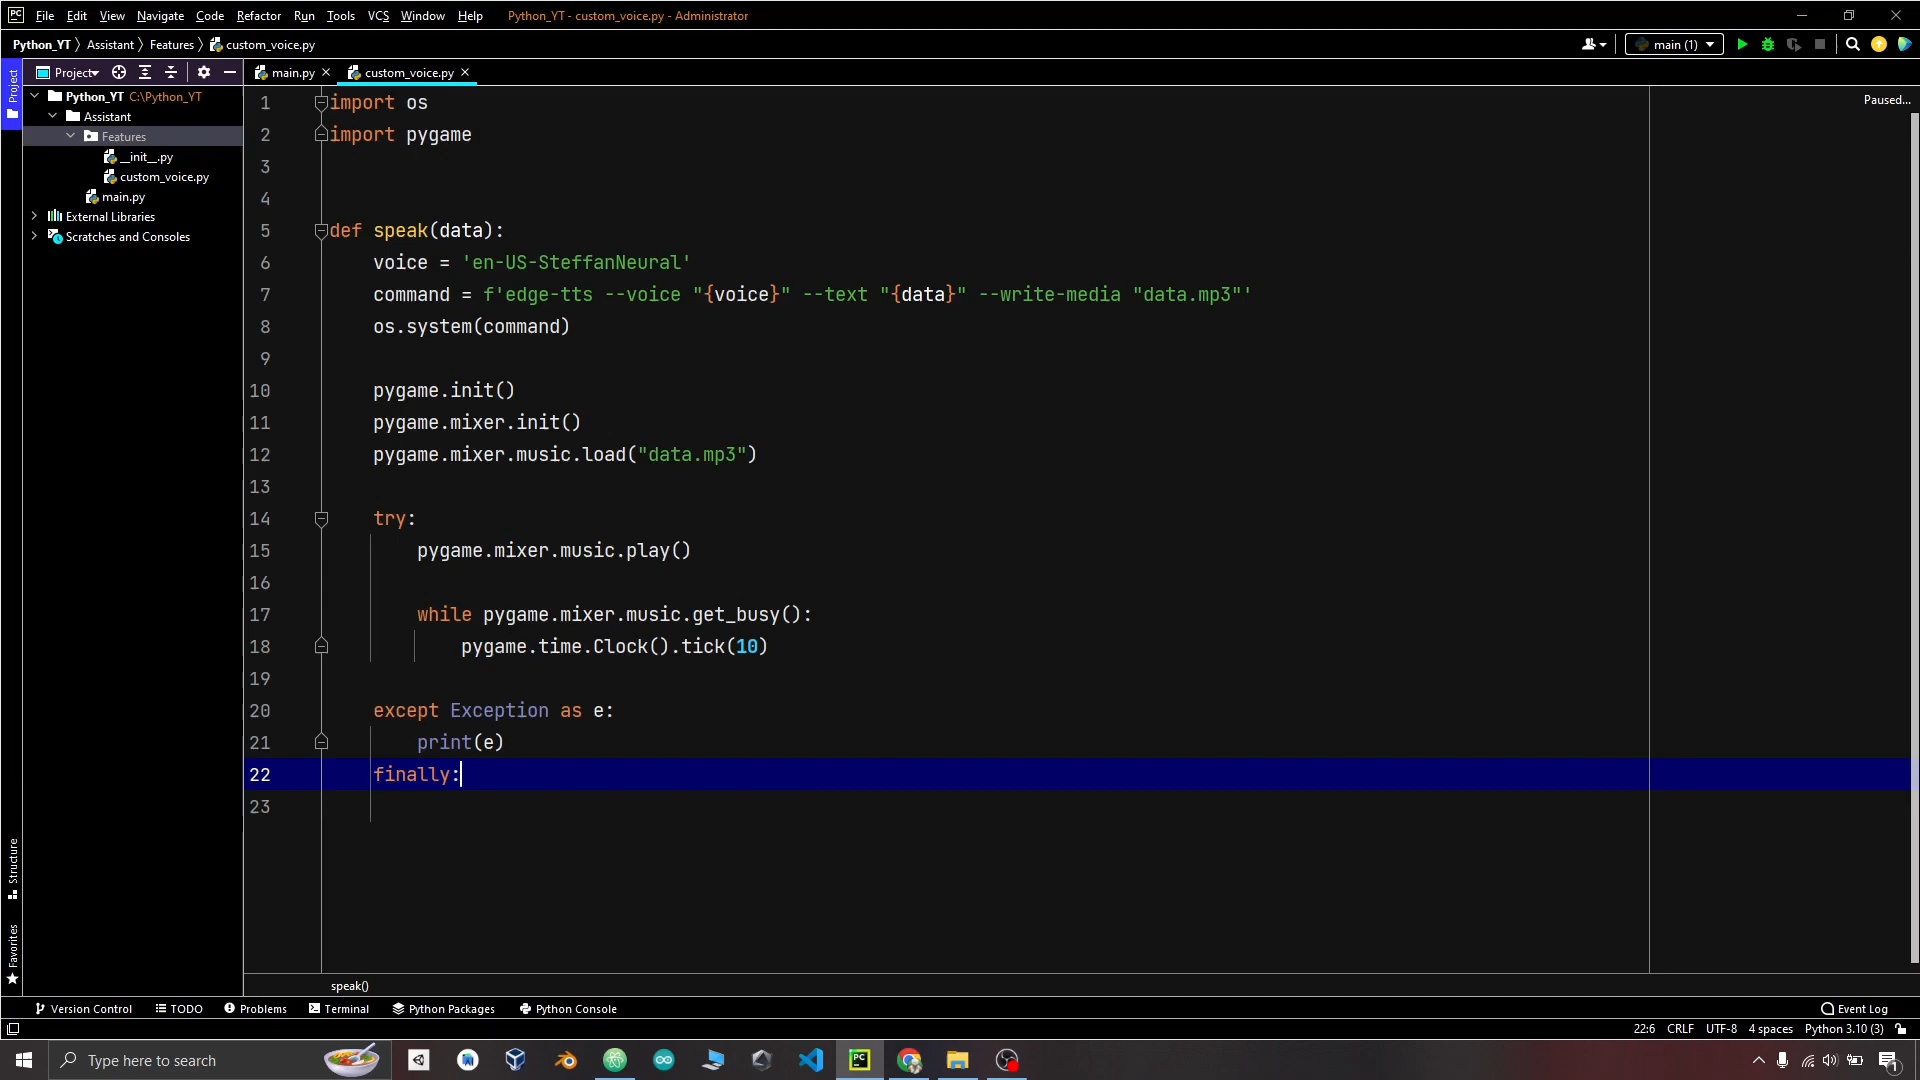 PC File Edit View Navigate Code Refactor Run Tools VCS Window Help Python_YT - custom_voice.py - Administrator
Python_YT Assistant Features custom_voice.py main (1)
Project main.py custom_voice.py
Project
Python_YT C:\Python_YT
Assistant
Features
__init__.py
custom_voice.py
main.py
External Libraries
Scratches and Consoles
Paused...
1 import os
2 import pygame
3
4
5 def speak(data):
6 voice = 'en-US-SteffanNeural'
7 command = f'edge-tts --voice "{voice}" --text "{data}" --write-media "data.mp3"'
8 os.system(command)
9
10 pygame.init()
11 pygame.mixer.init()
12 pygame.mixer.music.load("data.mp3")
13
14 try:
15 pygame.mixer.music.play()
16
17 while pygame.mixer.music.get_busy():
18 pygame.time.Clock().tick(10)
19
20 except Exception as e:
21 print(e)
22 finally:
23
Structure
Favorites
speak()
Version Control TODO Problems Terminal Python Packages Python Console Event Log
22:6 CRLF UTF-8 4 spaces Python 3.10 (3)
Type here to search PC 1